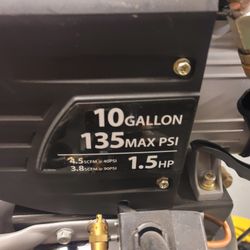 10 GALLON
135 MAX PSI
4.5 SCFM @ 40PSI
3.8 SCFM @ 90PSI
1.5 HP